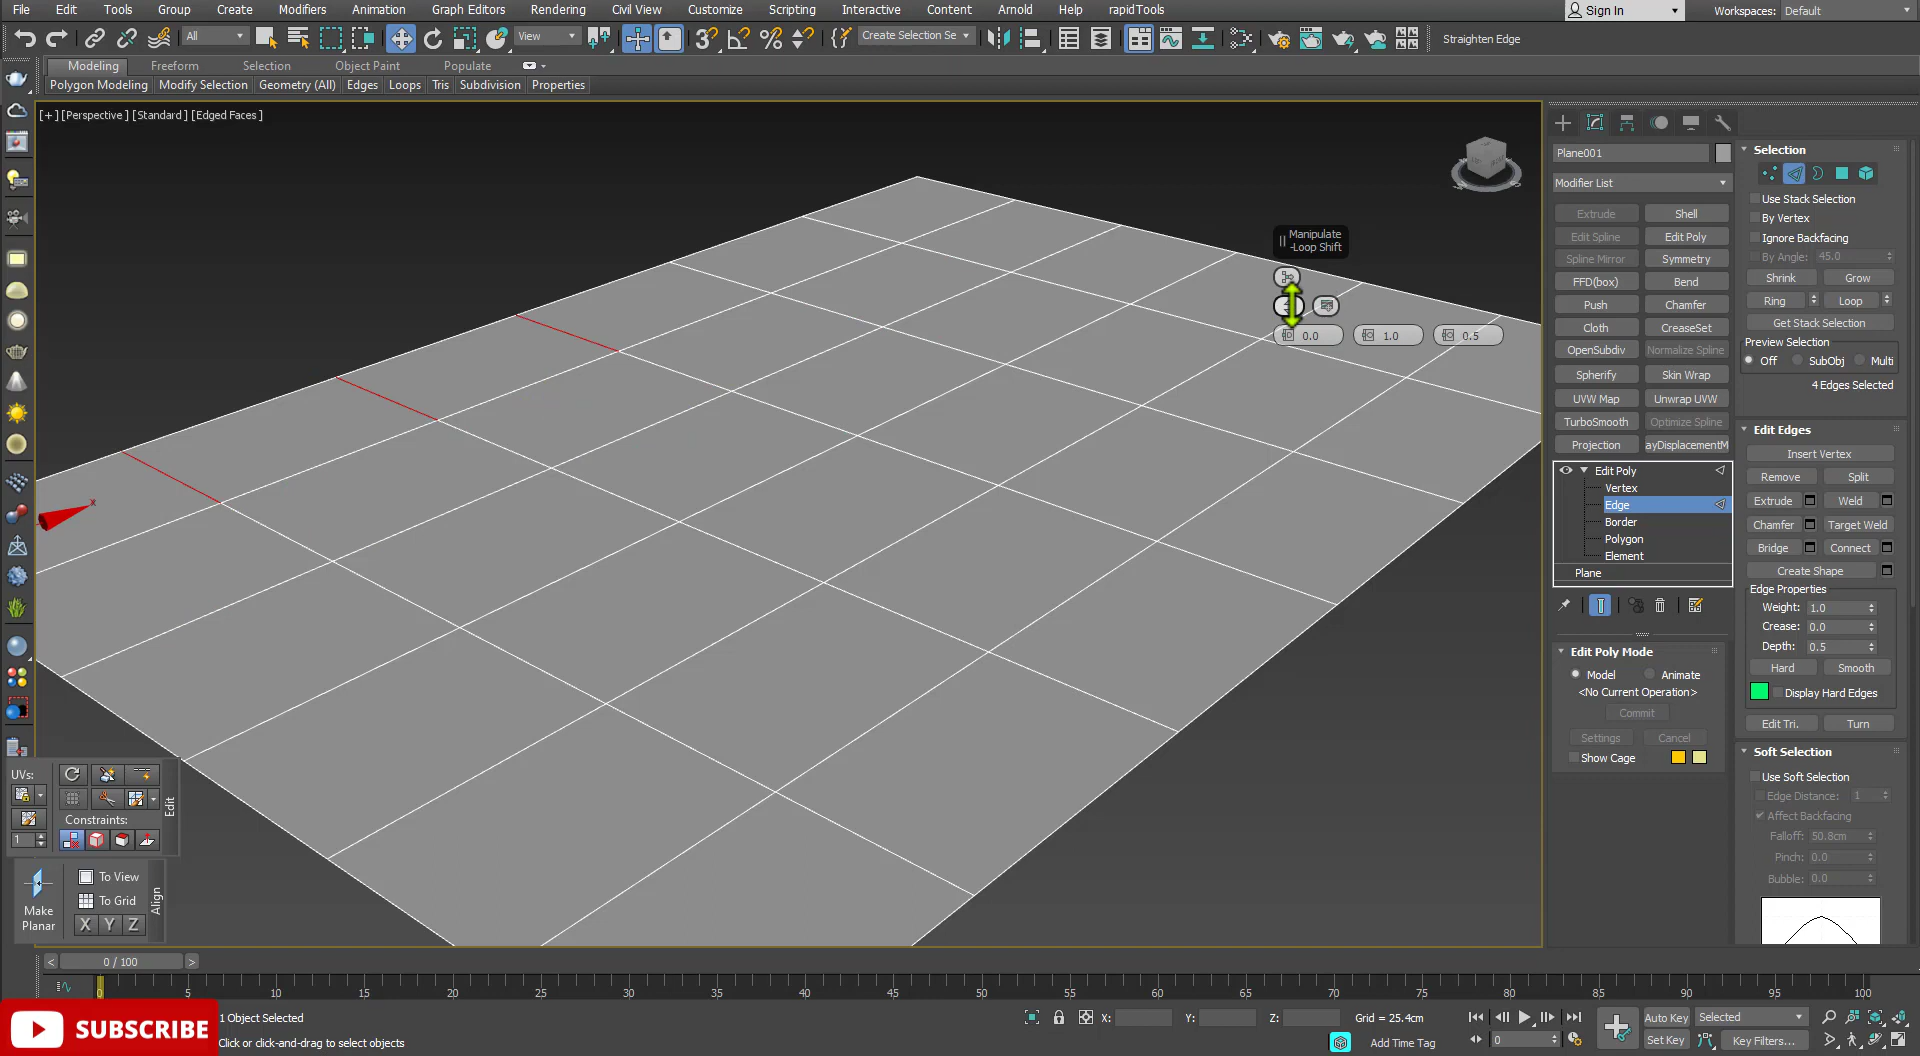 File Edit Tools Group Create Modifiers Animation Graph Editors Rendering Civil View Customize Scripting Interactive Content Arnold Help rapidTools Sign In Workspaces: Default
All View Create Selection Se Straighten Edge
Modeling Freeform Selection Object Paint Populate
Polygon Modeling Modify Selection Geometry (All) Edges Loops Tris Subdivision Properties
[+] [Perspective ] [Standard ] [Edged Faces ]
Manipulate
-Loop Shift
0.0 1.0 0.5
x
Plane001
Modifier List
Extrude Shell
Edit Spline Edit Poly
Spline Mirror Symmetry
FFD(box) Bend
Push Chamfer
Cloth CreaseSet
OpenSubdiv Normalize Spline
Spherify Skin Wrap
UVW Map Unwrap UVW
TurboSmooth Optimize Spline
Projection ayDisplacementM
Edit Poly
Vertex
Edge
Border
Polygon
Element
Plane
Edit Poly Mode
Model Animate
<No Current Operation>
Commit
Settings Cancel
Show Cage
Selection
Use Stack Selection
By Vertex
Ignore Backfacing
By Angle: 45.0
Shrink Grow
Ring Loop
Get Stack Selection
Preview Selection
Off SubObj Multi
4 Edges Selected
Edit Edges
Insert Vertex
Remove Split
Extrude Weld
Chamfer Target Weld
Bridge Connect
Create Shape
Edge Properties
Weight: 1.0
Crease: 0.0
Depth: 0.5
Hard Smooth
Display Hard Edges
Edit Tri. Turn
Soft Selection
Use Soft Selection
Edge Distance: 1
Affect Backfacing
Falloff: 50.8cm
Pinch: 0.0
Bubble: 0.0
UVs:
Edit
Constraints:
1
Make
Planar
To View
To Grid
X Y Z
Align
< 0 / 100 >
0 5 10 15 20 25 30 35 40 45 50 55 60 65 70 75 80 85 90 95 100
SUBSCRIBE
1 Object Selected
Click or click-and-drag to select objects
X: Y: Z: Grid = 25.4cm
Add Time Tag
0
Auto Key Selected
Set Key Key Filters...